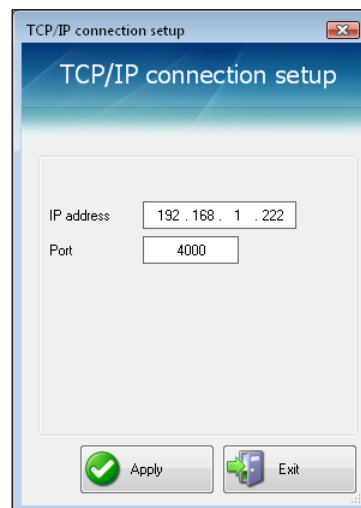 TCP/IP connection setup
TCP/IP connection setup
IP address 192 . 168 . 1 . 222
Port 4000
Apply Exit